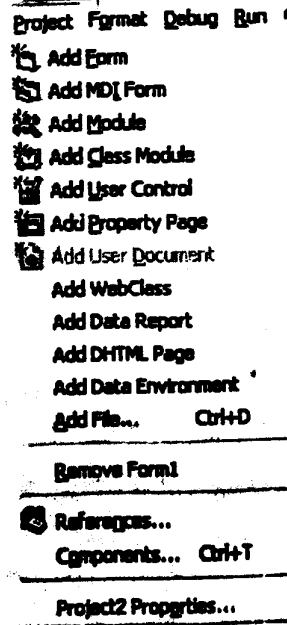 Project Format Debug Run
Add Form
Add MDI Form
Add Module
Add Class Module
Add User Control
Add Property Page
Add User Document
Add WebClass
Add Data Report
Add DHTML Page
Add Data Environment
Add File... Ctrl+D
Remove Form1
References...
Components... Ctrl+T
Project2 Properties...